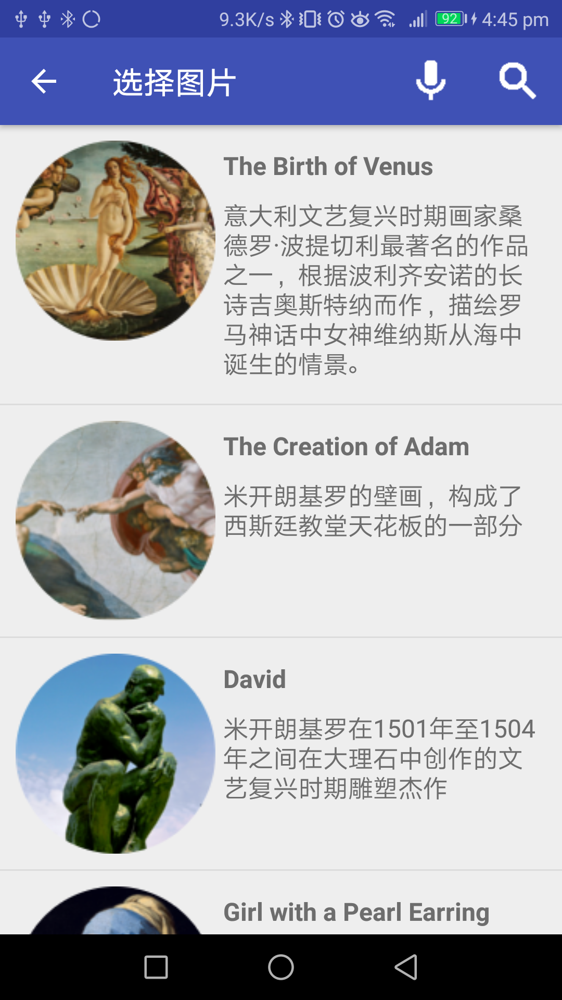 9.3K/s 92 4:45 pm
选择图片
The Birth of Venus
意大利文艺复兴时期画家桑
德罗·波提切利最著名的作品
之一，根据波利齐安诺的长
诗吉奥斯特纳而作，描绘罗
马神话中女神维纳斯从海中
诞生的情景。
The Creation of Adam
米开朗基罗的壁画，构成了
西斯廷教堂天花板的一部分
David
米开朗基罗在1501年至1504
年之间在大理石中创作的文
艺复兴时期雕塑杰作
Girl with a Pearl Earring